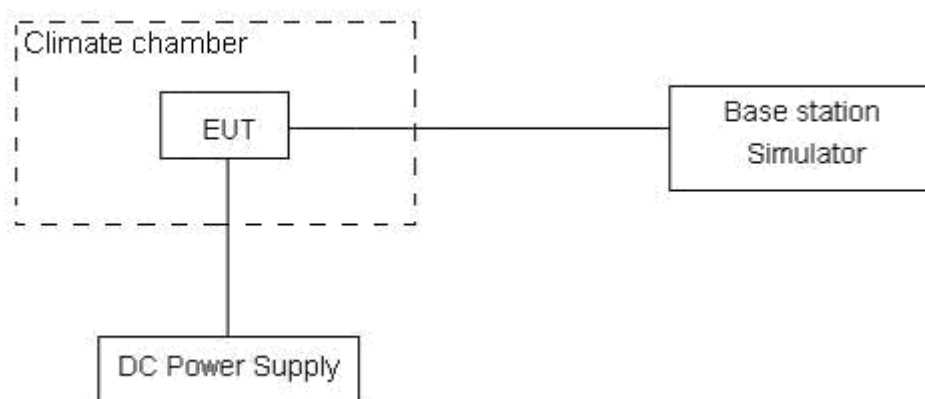 Climate chamber
EUT
Base station
Simulator
DC Power Supply